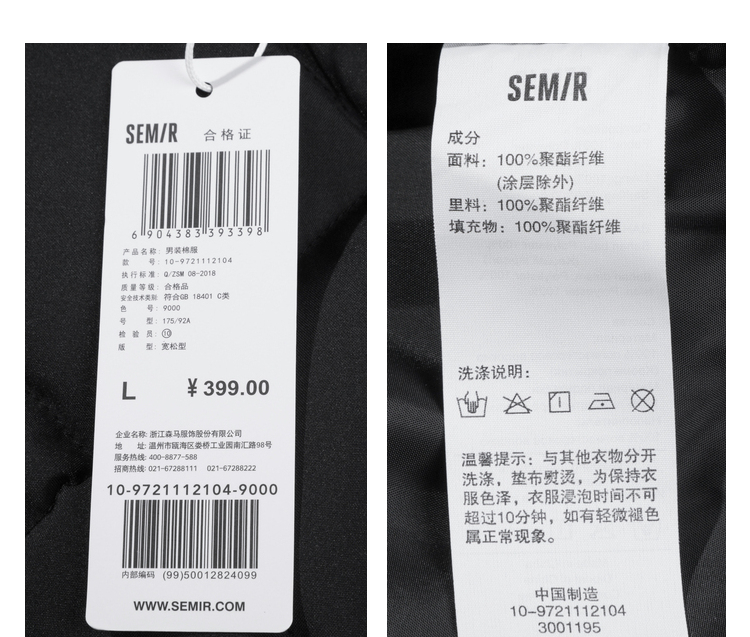 SEMIR 合格证
6 904383 393398
产品名称: 男装棉服
款 号: 10-9721112104
执行标准: Q/ZSM 08-2018
质量等级: 合格品
安全技术类别 符合GB 18401 C类
色 号: 9000
号 型: 175/92A
检 验 员: ⑩
版 型: 宽松型
L ¥ 399.00
企业名称: 浙江森马服饰股份有限公司
地 址: 温州市瓯海区娄桥工业园南汇路98号
服务热线: 400-8877-588
招商热线: 021-67288111 021-67288222
10-9721112104-9000
内部编码 (99)50012824099
WWW.SEMIR.COM
SEMIR
成分
面料: 100%聚酯纤维
(涂层除外)
里料: 100%聚酯纤维
填充物: 100%聚酯纤维
洗涤说明:
温馨提示: 与其他衣物分开
洗涤, 垫布熨烫, 为保持衣
服色泽, 衣服浸泡时间不可
超过10分钟, 如有轻微褪色
属正常现象。
中国制造
10-9721112104
3001195